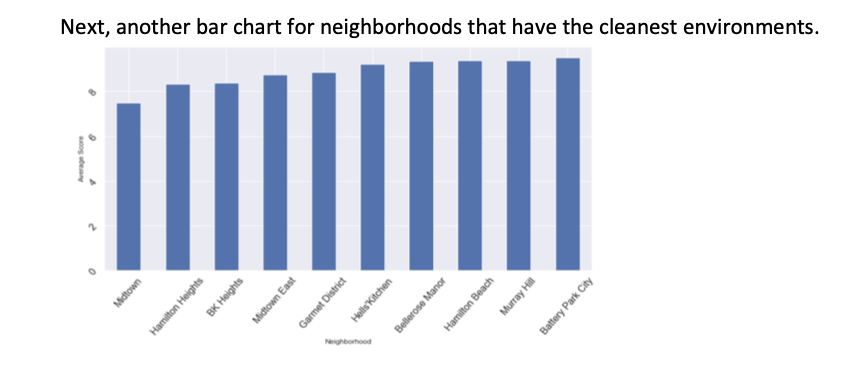 Next, another bar chart for neighborhoods that have the cleanest environments.
8
6
4
2
0
Average Score
Midtown
Hamilton Heights
BK Heights
Midtown East
Garmet District
Hells'Kitchen
Bellerose Manor
Hamilton Beach
Murray Hill
Battery Park City
Neighborhood